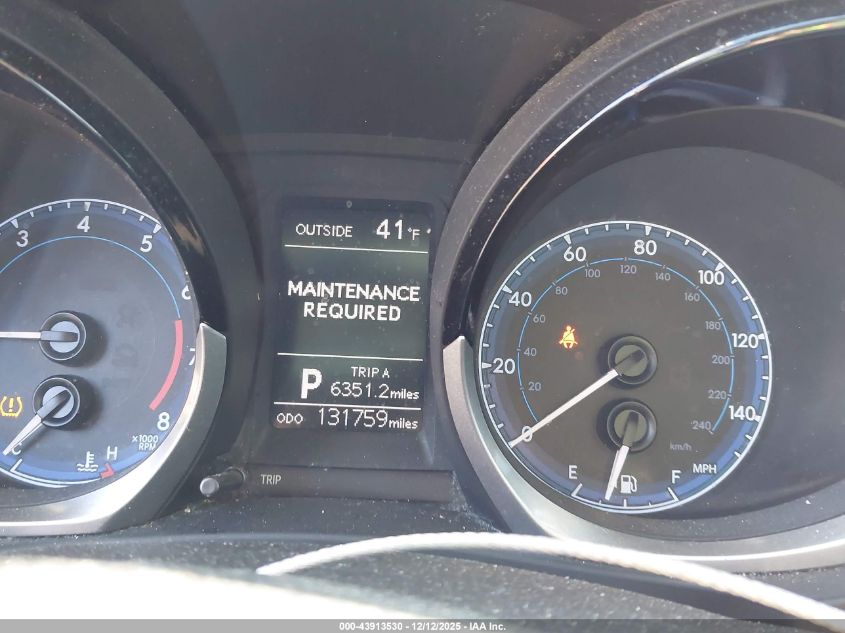 3
4
5
6
7
8
x1000
RPM
C
H
OUTSIDE 41°F
MAINTENANCE
REQUIRED
TRIP A
P 6351.2 miles
ODO 131759 miles
TRIP
0
20
40
60
80
100
120
140
20
40
60
80
100
120
140
160
180
200
220
240
km/h
E F MPH
000-43913530 - 12/12/2025 - IAA Inc.